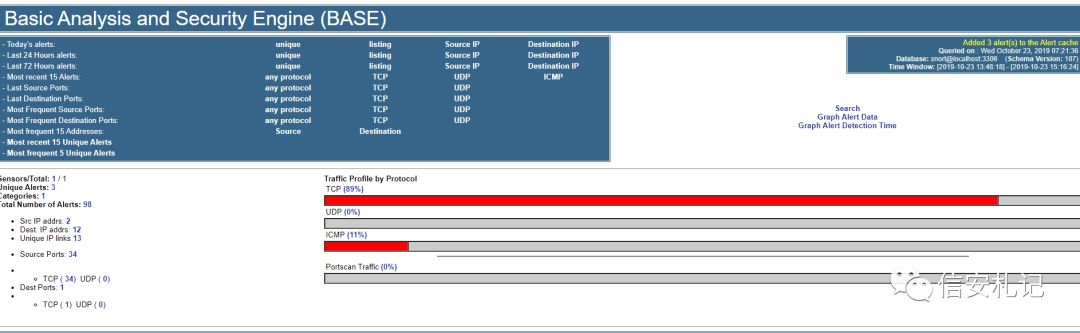 Basic Analysis and Security Engine (BASE)
- Today's alerts: unique listing Source IP Destination IP
- Last 24 Hours alerts: unique listing Source IP Destination IP
- Last 72 Hours alerts: unique listing Source IP Destination IP
- Most recent 15 Alerts: any protocol TCP UDP ICMP
- Last Source Ports: any protocol TCP UDP
- Last Destination Ports: any protocol TCP UDP
- Most Frequent Source Ports: any protocol TCP UDP
- Most Frequent Destination Ports: any protocol TCP UDP
- Most frequent 15 Addresses: Source Destination
- Most recent 15 Unique Alerts
- Most frequent 5 Unique Alerts
Added 3 alert(s) to the Alert cache
Queried on : Wed October 23, 2019 07:21:36
Database: snort@localhost:3306 (Schema Version: 107)
Time Window: [2019-10-23 13:48:18] - [2019-10-23 15:16:24]
Search
Graph Alert Data
Graph Alert Detection Time
Sensors/Total: 1 / 1
Unique Alerts: 3
Categories: 1
Total Number of Alerts: 98
• Src IP addrs: 2
• Dest. IP addrs: 12
• Unique IP links 13
• Source Ports: 34
○ TCP ( 34) UDP ( 0)
• Dest Ports: 1
○ TCP ( 1) UDP ( 0)
Traffic Profile by Protocol
TCP (89%)
UDP (0%)
ICMP (11%)
Portscan Traffic (0%)
信安札记